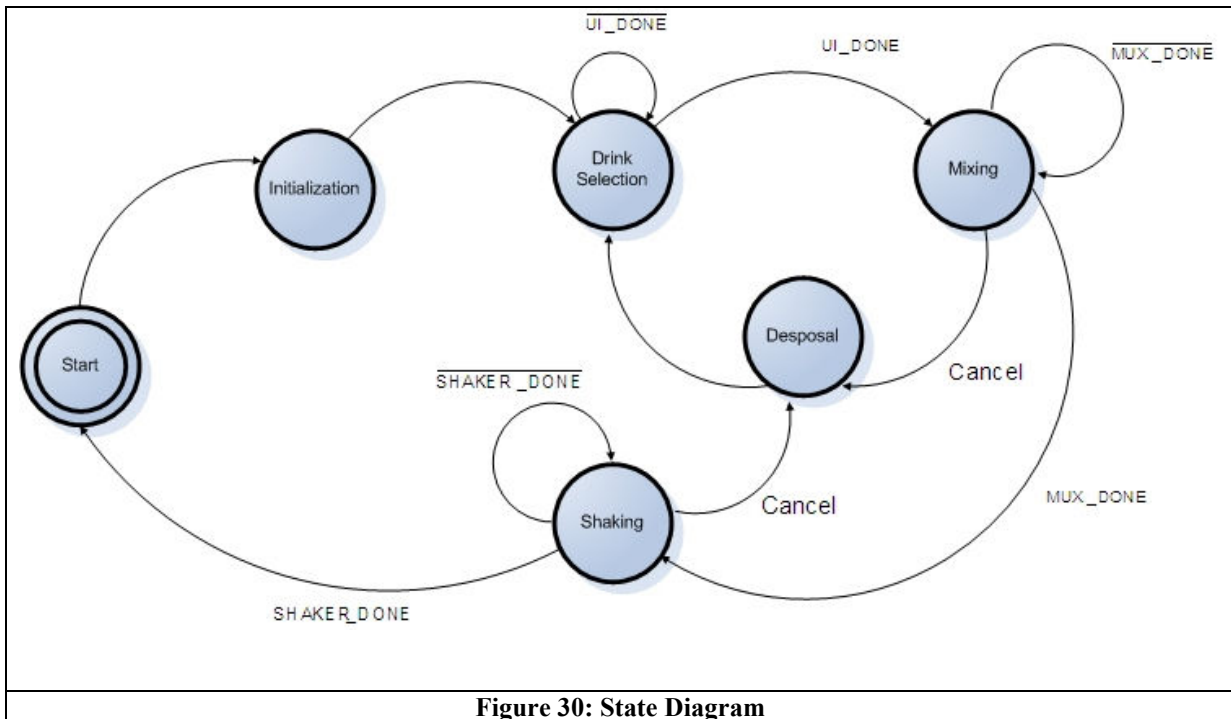 UI_DONE
UI_DONE
MUX_DONE
Drink
Selection
Mixing
Initialization
Desposal
Start
Cancel
SHAKER_DONE
MUX_DONE
Cancel
Shaking
SHAKER_DONE
Figure 30: State Diagram